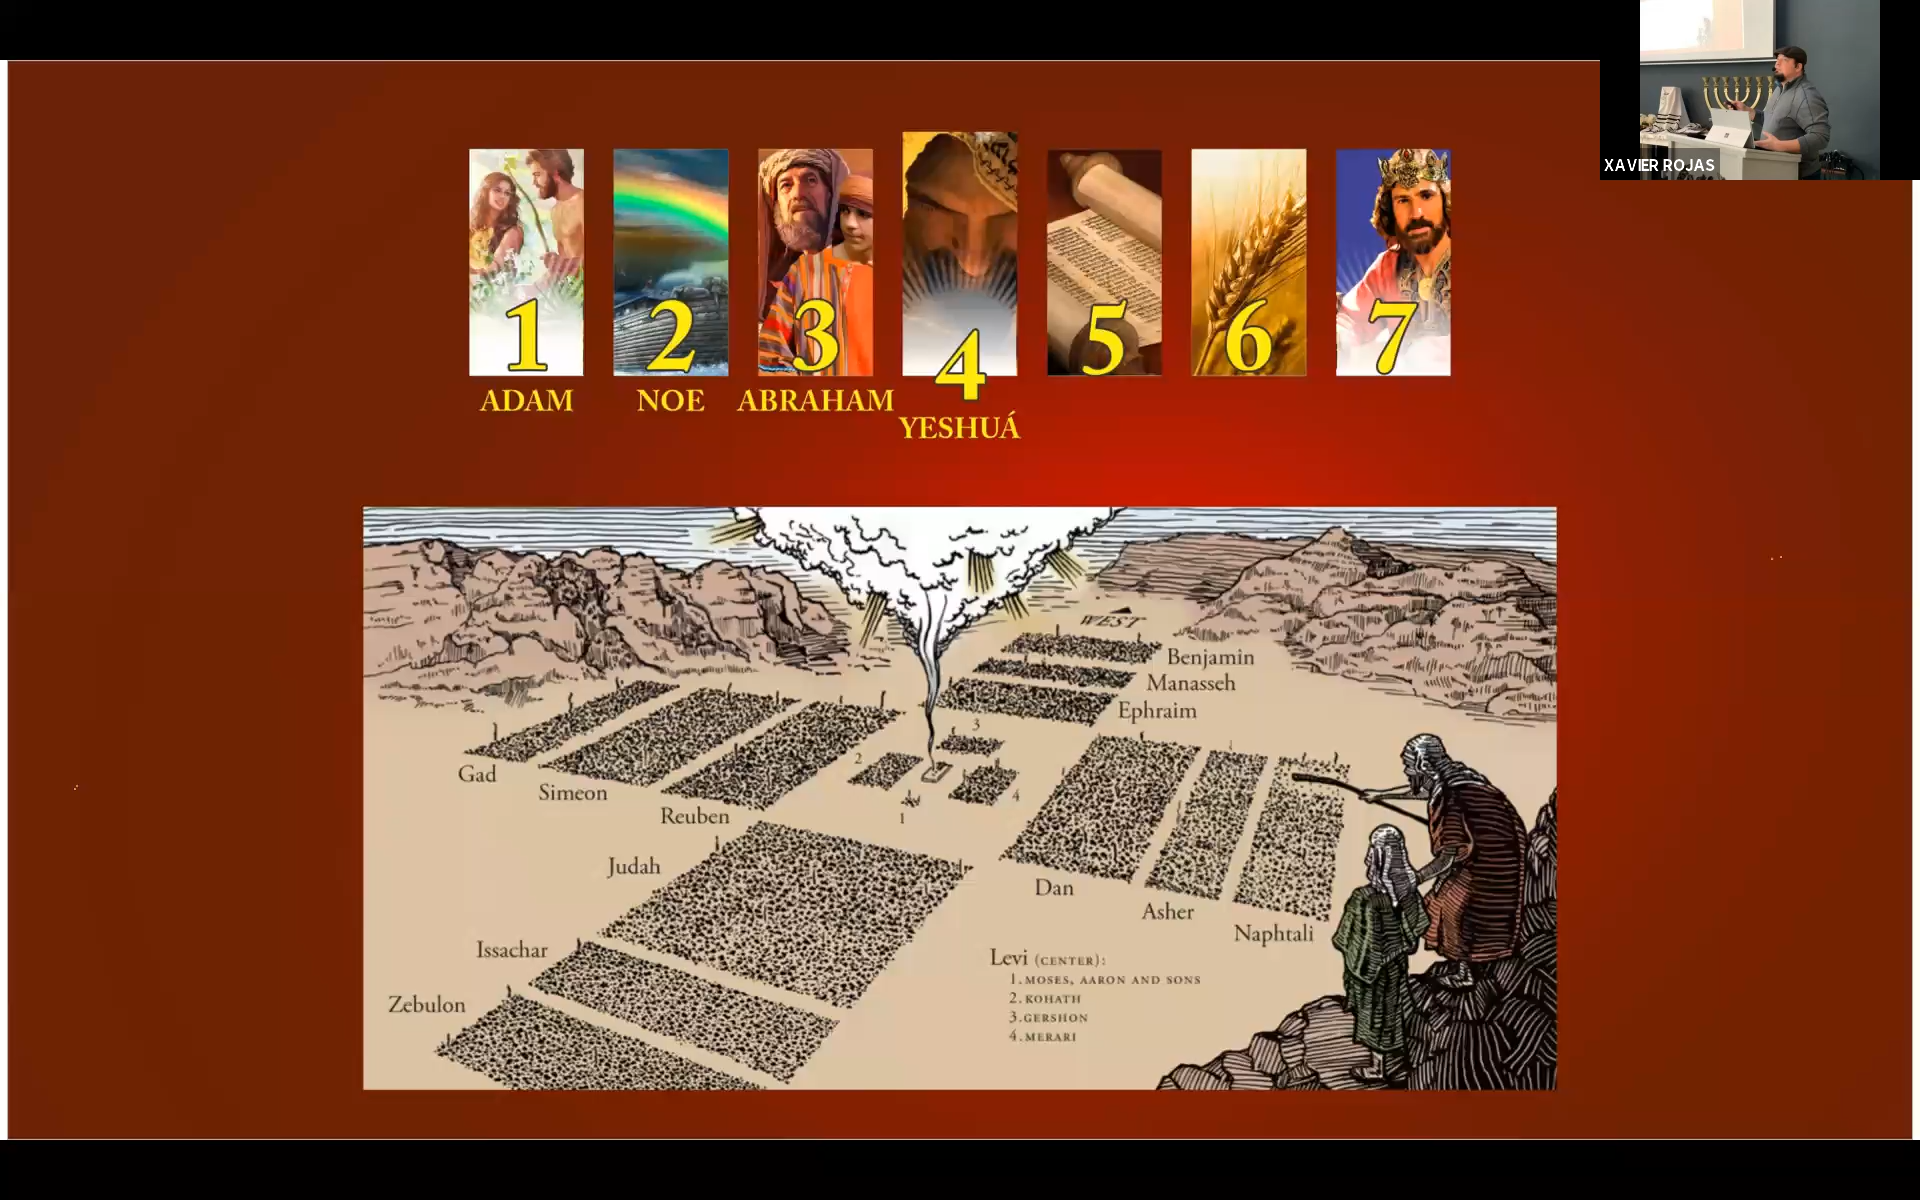 XAVIER ROJAS
1 2 3 4 5 6 7
ADAM NOE ABRAHAM YESHUÁ
WEST
Benjamin
Manasseh
Ephraim
3
2
4
1
Gad
Simeon
Reuben
Judah
Dan
Asher
Naphtali
Issachar
Zebulon
Levi (CENTER):
1. MOSES, AARON AND SONS
2. KOHATH
3. GERSHON
4. MERARI